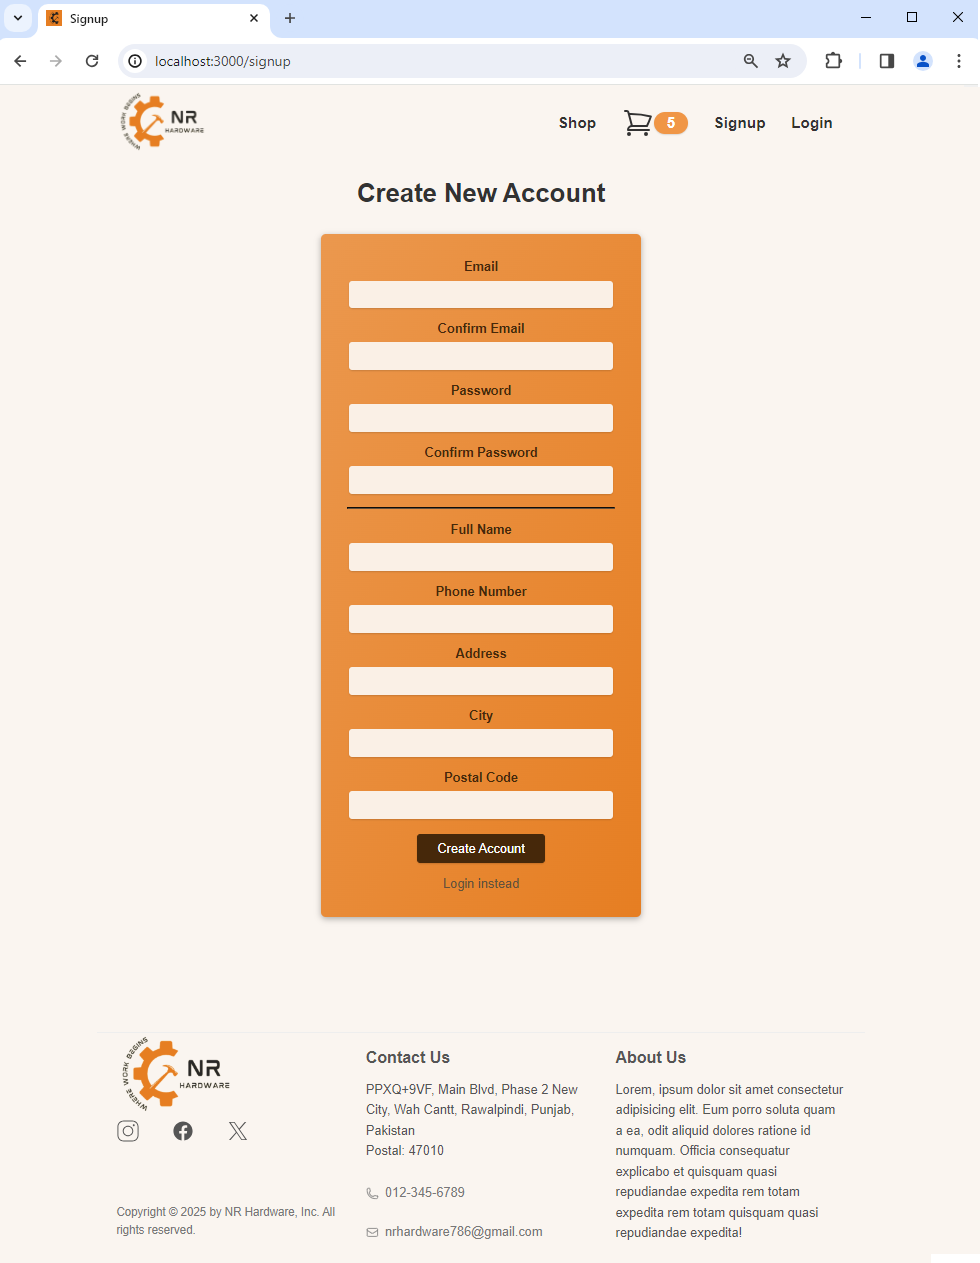 Signup
localhost:3000/signup
WHERE WORK BEGINS
NR
HARDWARE
Shop
5
Signup
Login
Create New Account
Email
Confirm Email
Password
Confirm Password
Full Name
Phone Number
Address
City
Postal Code
Create Account
Login instead
WHERE WORK BEGINS
NR
HARDWARE
Copyright © 2025 by NR Hardware, Inc. All
rights reserved.
Contact Us
PPXQ+9VF, Main Blvd, Phase 2 New
City, Wah Cantt, Rawalpindi, Punjab,
Pakistan
Postal: 47010
012-345-6789
nrhardware786@gmail.com
About Us
Lorem, ipsum dolor sit amet consectetur
adipisicing elit. Eum porro soluta quam
a ea, odit aliquid dolores ratione id
numquam. Officia consequatur
explicabo et quisquam quasi
repudiandae expedita rem totam
expedita rem totam quisquam quasi
repudiandae expedita!